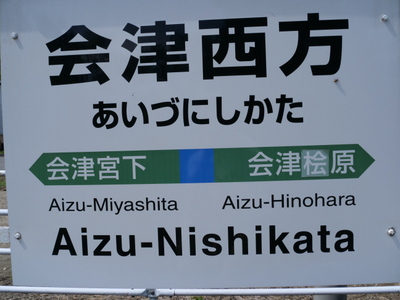 会津西方
あいづにしかた
会津宮下 会津桧原
Aizu-Miyashita Aizu-Hinohara
Aizu-Nishikata